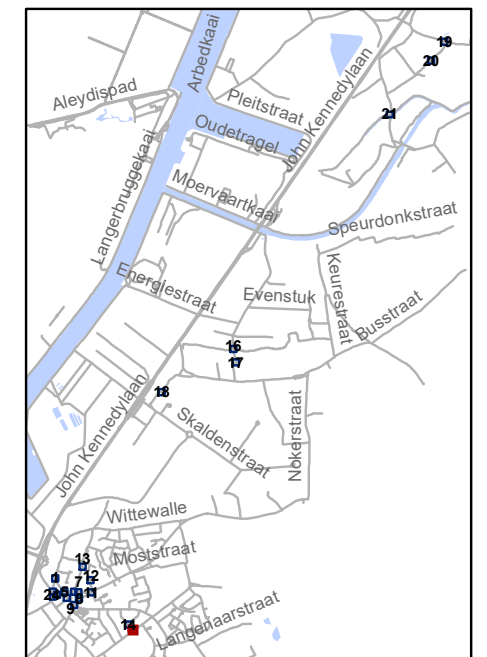 Arbedkaai
19
20
Aleydispad
Pleitstraat
John Kennedylaan
21
Oudetragel
Langerbruggekaai
Moervaartkaai
Speurdonkstraat
Energiestraat
Evenstuk
Keurestraat
Busstraat
16
17
18
John Kennedylaan
Skaldenstraat
Nokerstraat
Wittewalle
Moststraat
13
12
7
11
8
9
14
Langenaarstraat